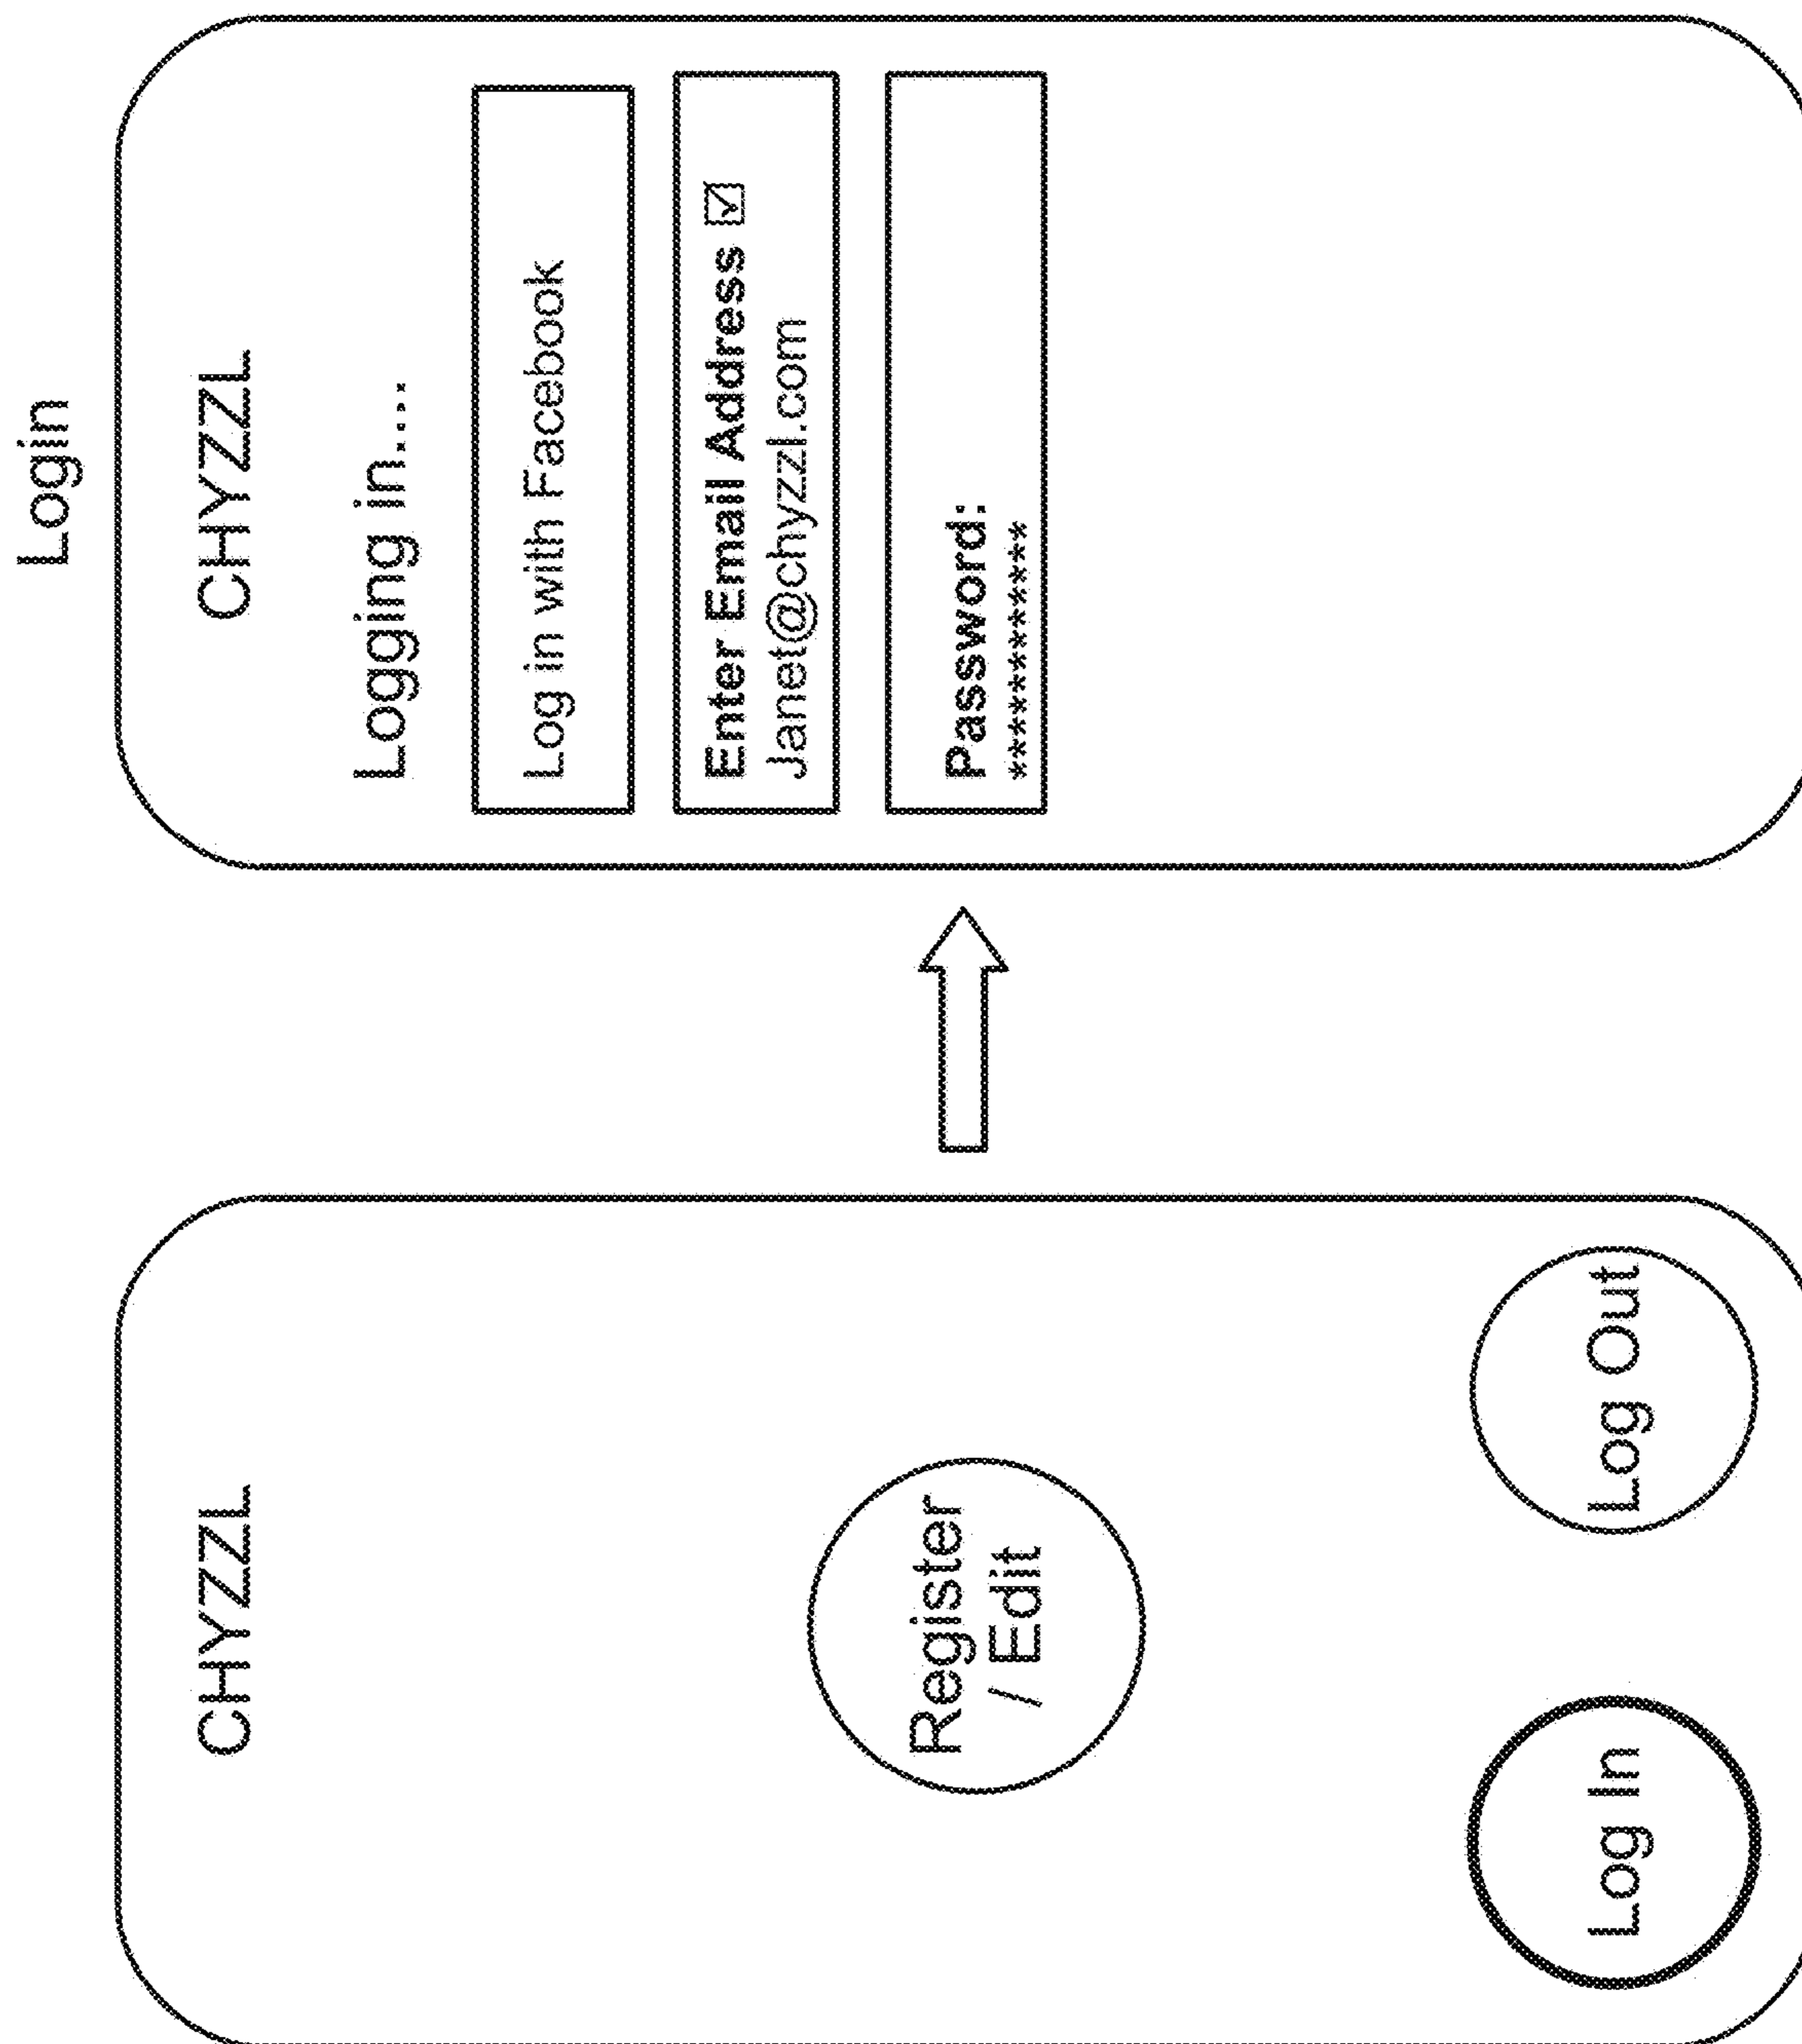 Login
CHYZZL
Register
/ Edit
Log In
Log Out
CHYZZL
Logging in....
Log in with Facebook
Enter Email Address ☑
Janet@chyzzl.com
Password:
************